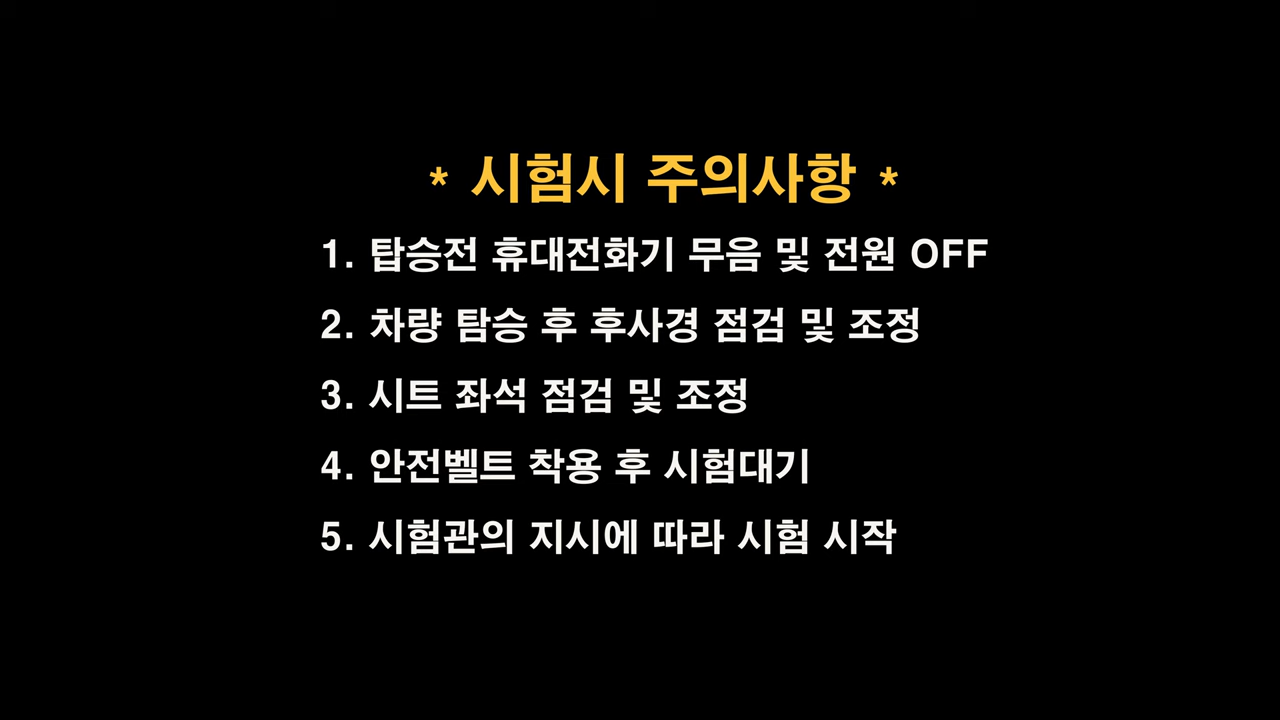 * 시험시 주의사항 *
1. 탑승전 휴대전화기 무음 및 전원 OFF
2. 차량 탐승 후 후사경 점검 및 조정
3. 시트 좌석 점검 및 조정
4. 안전벨트 착용 후 시험대기
5. 시험관의 지시에 따라 시험 시작